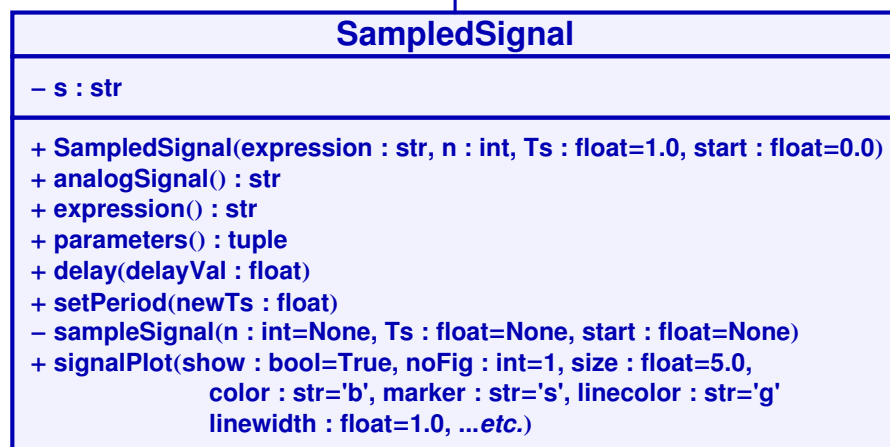 SampledSignal
– s : str
+ SampledSignal(expression : str, n : int, Ts : float=1.0, start : float=0.0)
+ analogSignal() : str
+ expression() : str
+ parameters() : tuple
+ delay(delayVal : float)
+ setPeriod(newTs : float)
– sampleSignal(n : int=None, Ts : float=None, start : float=None)
+ signalPlot(show : bool=True, noFig : int=1, size : float=5.0,
color : str='b', marker : str='s', linecolor : str='g'
linewidth : float=1.0, ...etc.)